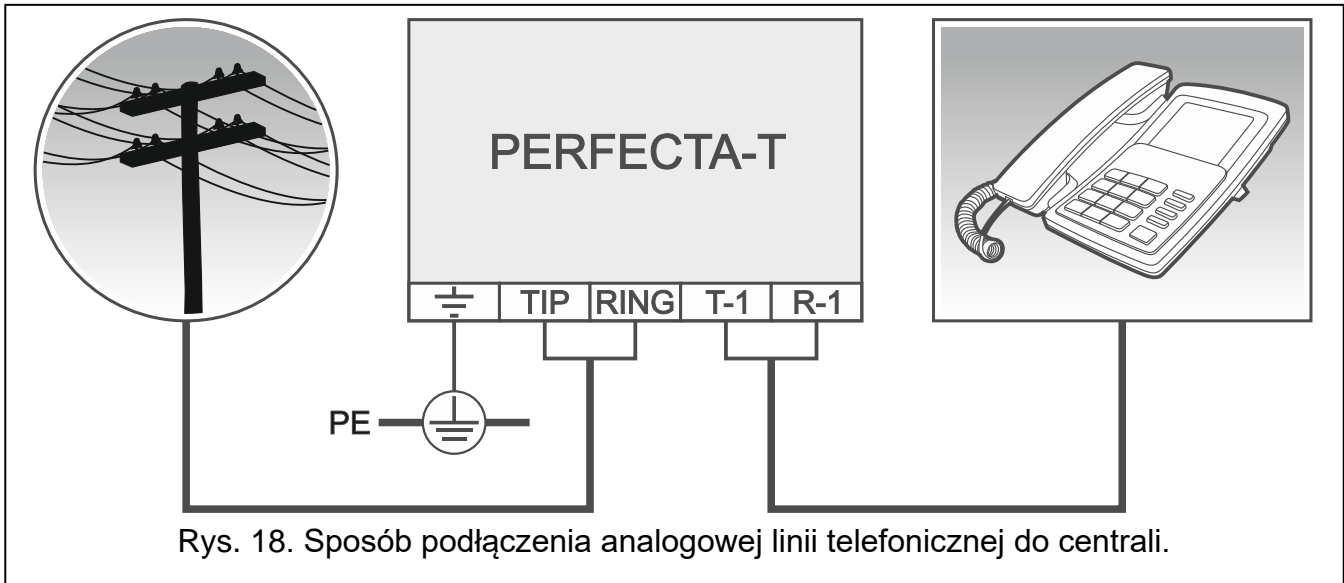 PERFECTA-T
TIP RING T-1 R-1
PE
Rys. 18. Sposób podłączenia analogowej linii telefonicznej do centrali.